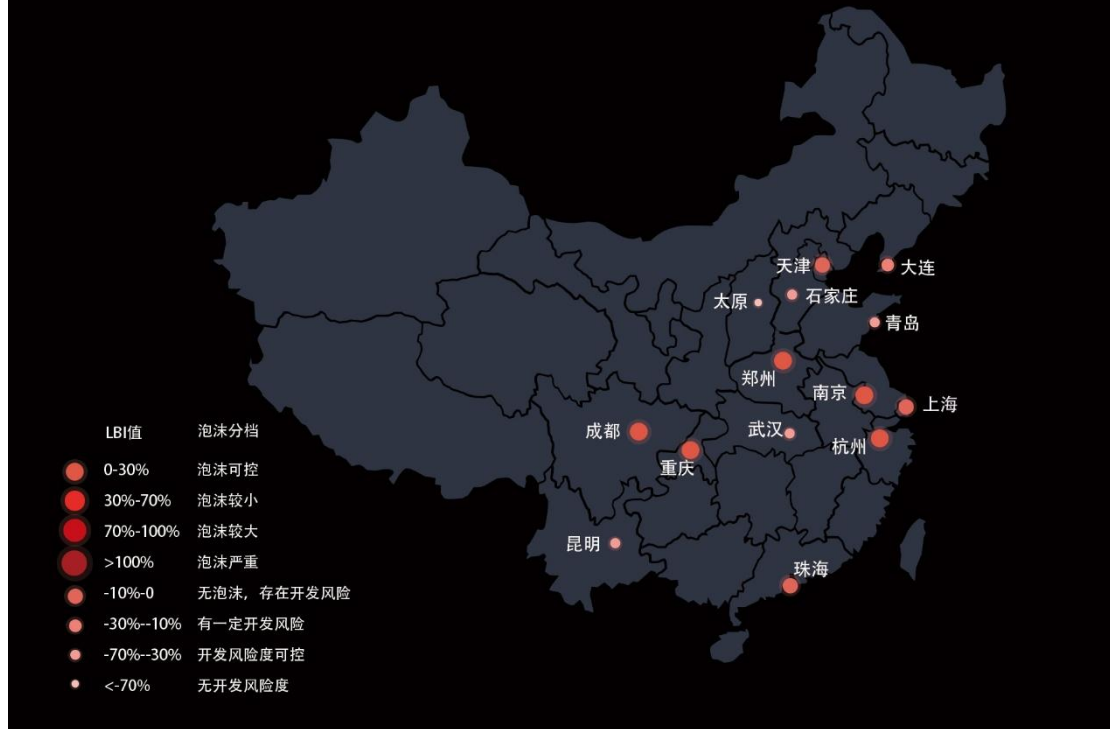 天津
大连
太原
石家庄
青岛
郑州
南京
上海
成都
武汉
杭州
重庆
昆明
珠海
LBI值 泡沫分档
0-30% 泡沫可控
30%-70% 泡沫较小
70%-100% 泡沫较大
>100% 泡沫严重
-10%-0 无泡沫，存在开发风险
-30%--10% 有一定开发风险
-70%--30% 开发风险度可控
<-70% 无开发风险度